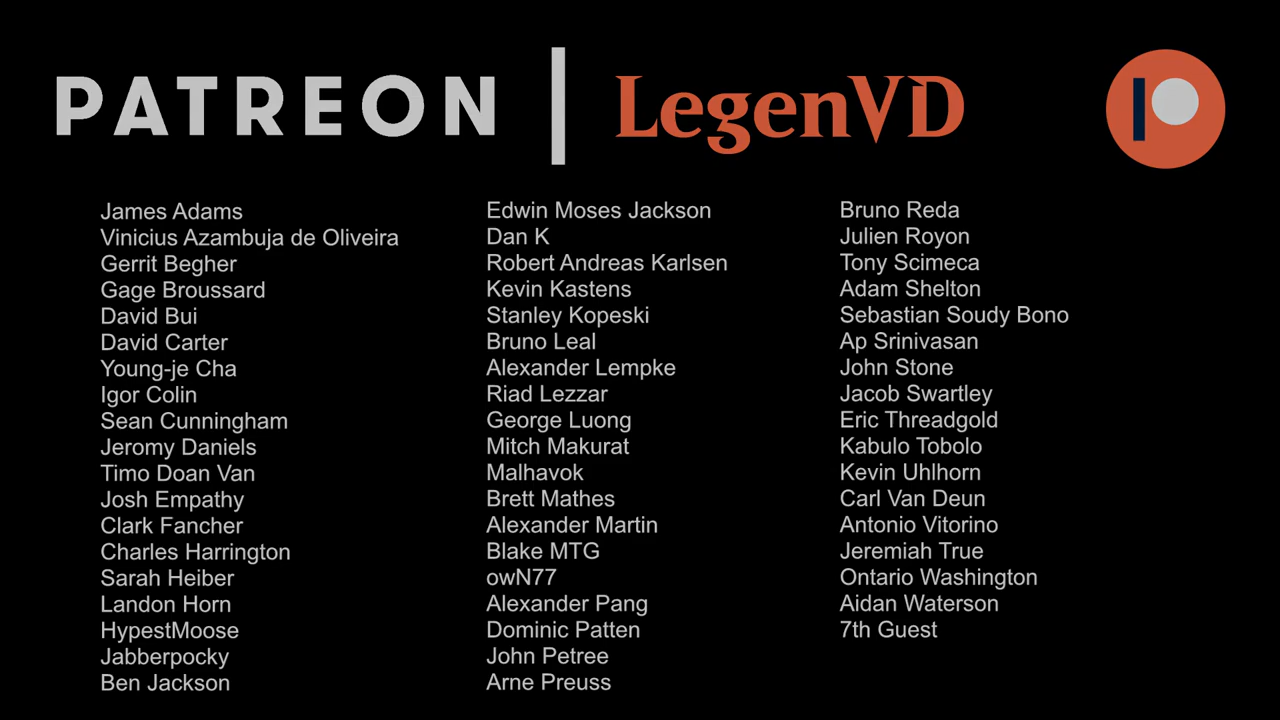 PATREON | LegenVD
James Adams
Vinicius Azambuja de Oliveira
Gerrit Begher
Gage Broussard
David Bui
David Carter
Young-je Cha
Igor Colin
Sean Cunningham
Jeromy Daniels
Timo Doan Van
Josh Empathy
Clark Fancher
Charles Harrington
Sarah Heiber
Landon Horn
HypestMoose
Jabberpocky
Ben Jackson
Edwin Moses Jackson
Dan K
Robert Andreas Karlsen
Kevin Kastens
Stanley Kopeski
Bruno Leal
Alexander Lempke
Riad Lezzar
George Luong
Mitch Makurat
Malhavok
Brett Mathes
Alexander Martin
Blake MTG
owN77
Alexander Pang
Dominic Patten
John Petree
Arne Preuss
Bruno Reda
Julien Royon
Tony Scimeca
Adam Shelton
Sebastian Soudy Bono
Ap Srinivasan
John Stone
Jacob Swartley
Eric Threadgold
Kabulo Tobolo
Kevin Uhlhorn
Carl Van Deun
Antonio Vitorino
Jeremiah True
Ontario Washington
Aidan Waterson
7th Guest